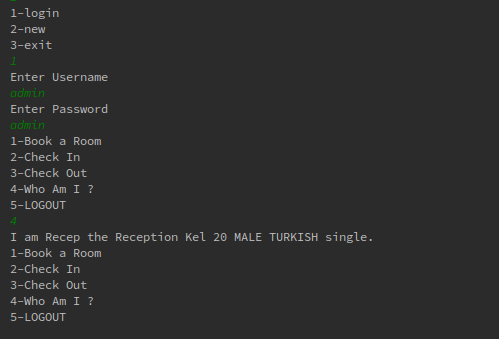 1-login
2-new
3-exit
1
Enter Username
admin
Enter Password
admin
1-Book a Room
2-Check In
3-Check Out
4-Who Am I ?
5-LOGOUT
4
I am Recep the Reception Kel 20 MALE TURKISH single.
1-Book a Room
2-Check In
3-Check Out
4-Who Am I ?
5-LOGOUT